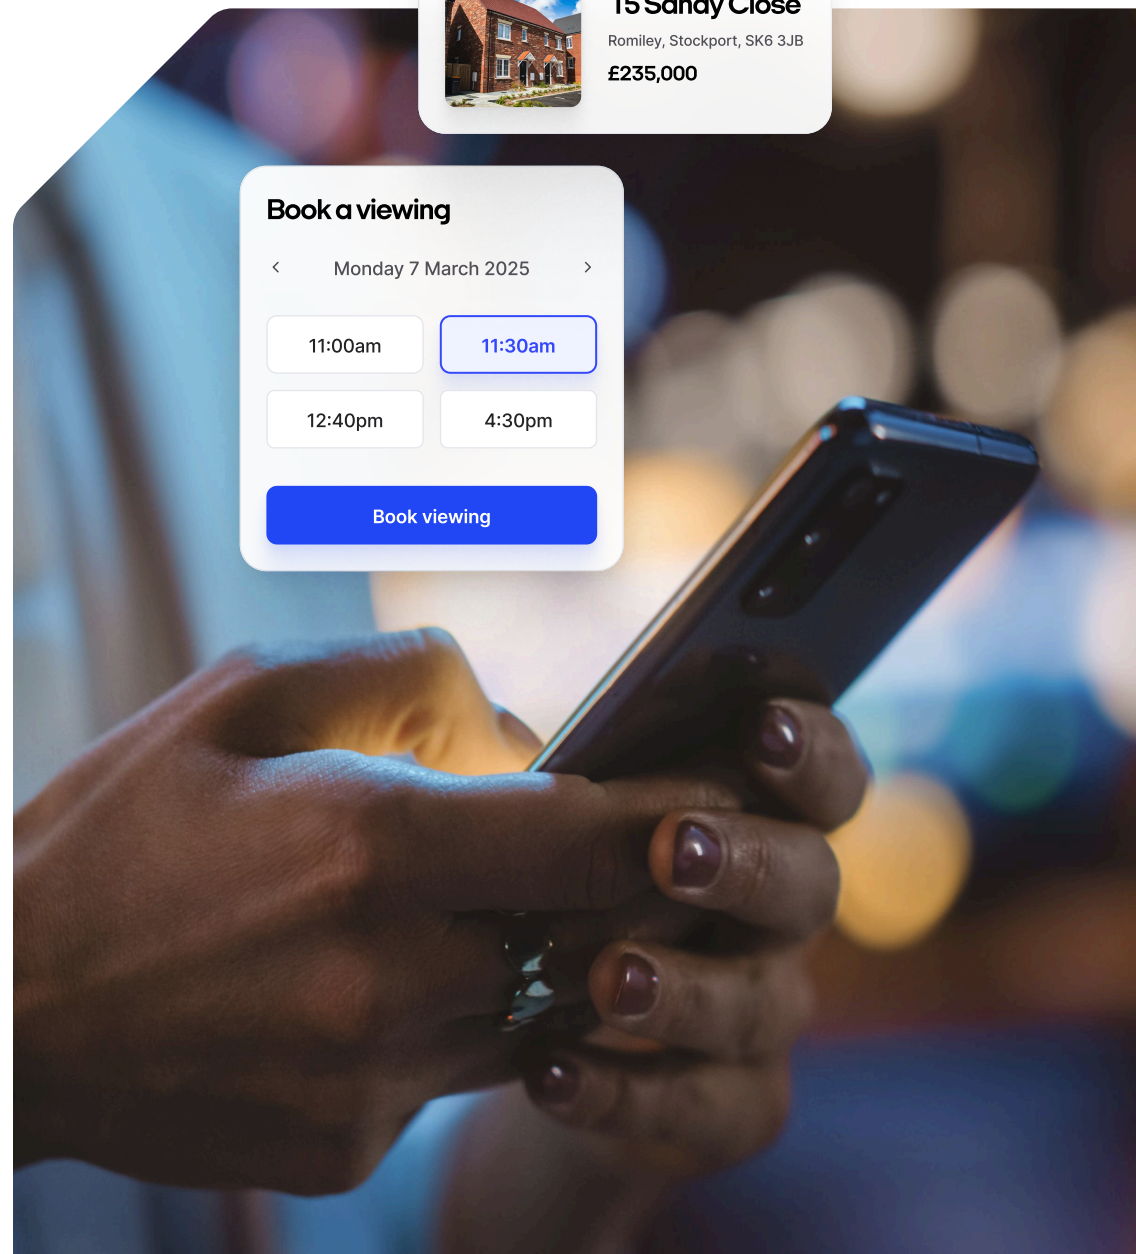 15 Sandy Close
Romiley, Stockport, SK6 3JB
£235,000
Book a viewing
Monday 7 March 2025
11:00am
11:30am
12:40pm
4:30pm
Book viewing